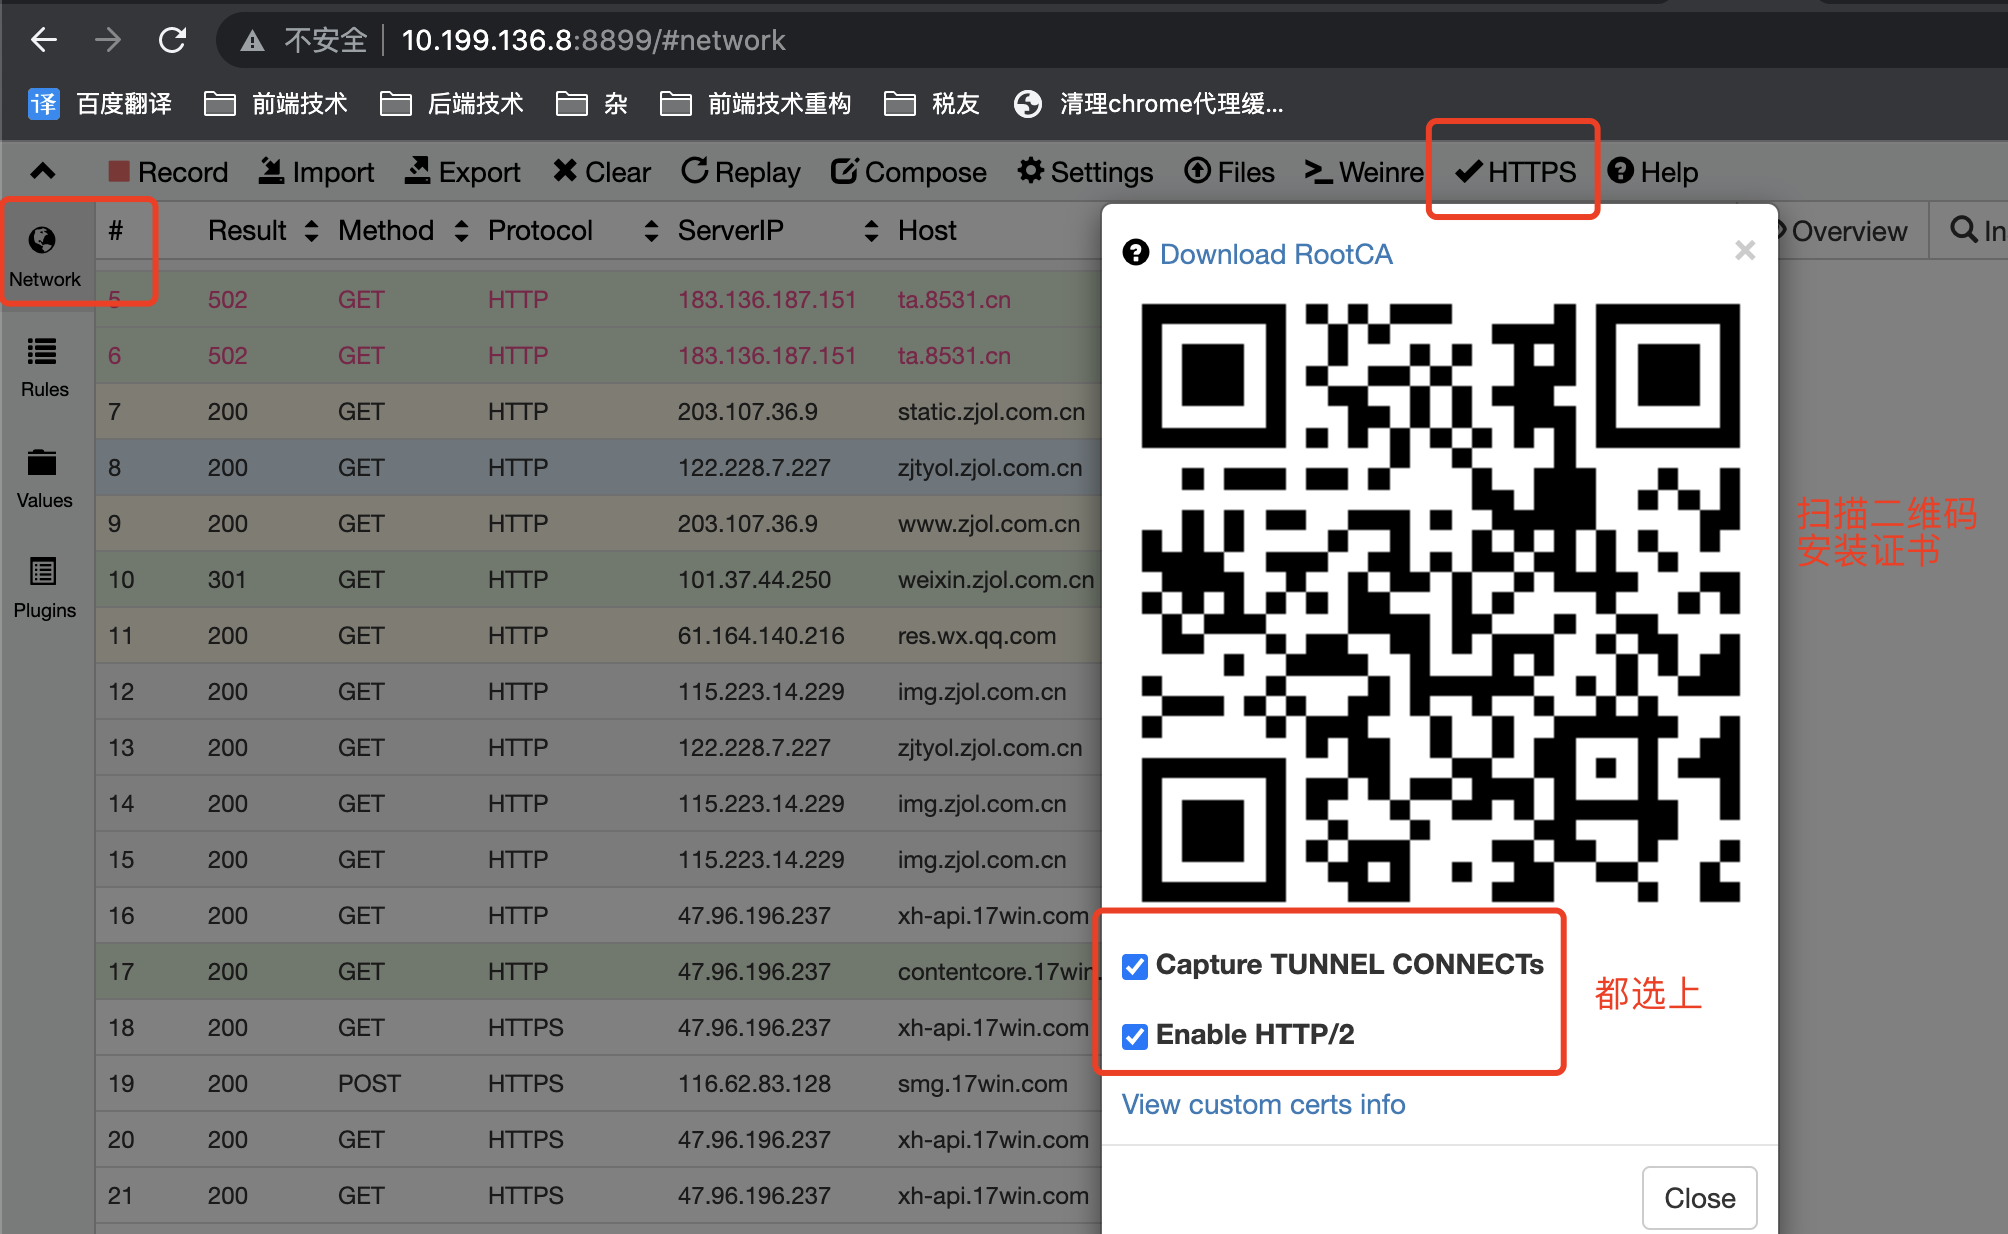 不安全 10.199.136.8:8899/#network
译 百度翻译 前端技术 后端技术 杂 前端技术重构 税友 清理chrome代理缓...
Record Import Export Clear Replay Compose Settings Files Weinre HTTPS Help
Network
Rules
Values
Plugins
# Result Method Protocol ServerIP Host
5 502 GET HTTP 183.136.187.151 ta.8531.cn
6 502 GET HTTP 183.136.187.151 ta.8531.cn
7 200 GET HTTP 203.107.36.9 static.zjol.com.cn
8 200 GET HTTP 122.228.7.227 zjtyol.zjol.com.cn
9 200 GET HTTP 203.107.36.9 www.zjol.com.cn
10 301 GET HTTP 101.37.44.250 weixin.zjol.com.cn
11 200 GET HTTP 61.164.140.216 res.wx.qq.com
12 200 GET HTTP 115.223.14.229 img.zjol.com.cn
13 200 GET HTTP 122.228.7.227 zjtyol.zjol.com.cn
14 200 GET HTTP 115.223.14.229 img.zjol.com.cn
15 200 GET HTTP 115.223.14.229 img.zjol.com.cn
16 200 GET HTTP 47.96.196.237 xh-api.17win.com
17 200 GET HTTP 47.96.196.237 contentcore.17win.
18 200 GET HTTPS 47.96.196.237 xh-api.17win.com
19 200 POST HTTPS 116.62.83.128 smg.17win.com
20 200 GET HTTPS 47.96.196.237 xh-api.17win.com
21 200 GET HTTPS 47.96.196.237 xh-api.17win.com
Overview In
Download RootCA ×
扫描二维码
安装证书
Capture TUNNEL CONNECTs
都选上
Enable HTTP/2
View custom certs info
Close